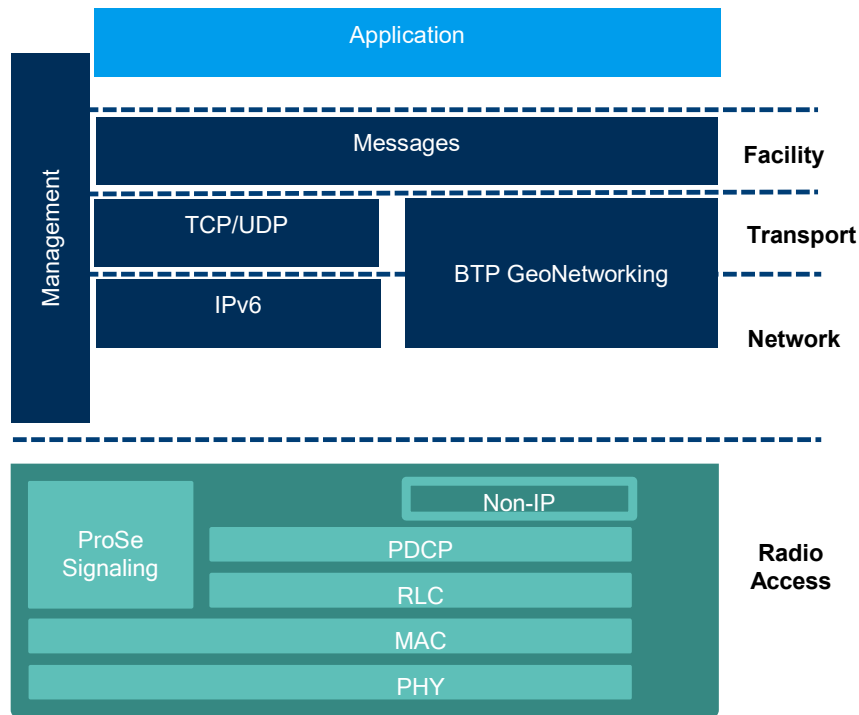 Application
Management
Messages
Facility
TCP/UDP
BTP GeoNetworking
Transport
IPv6
Network
ProSe
Signaling
Non-IP
PDCP
RLC
MAC
PHY
Radio
Access